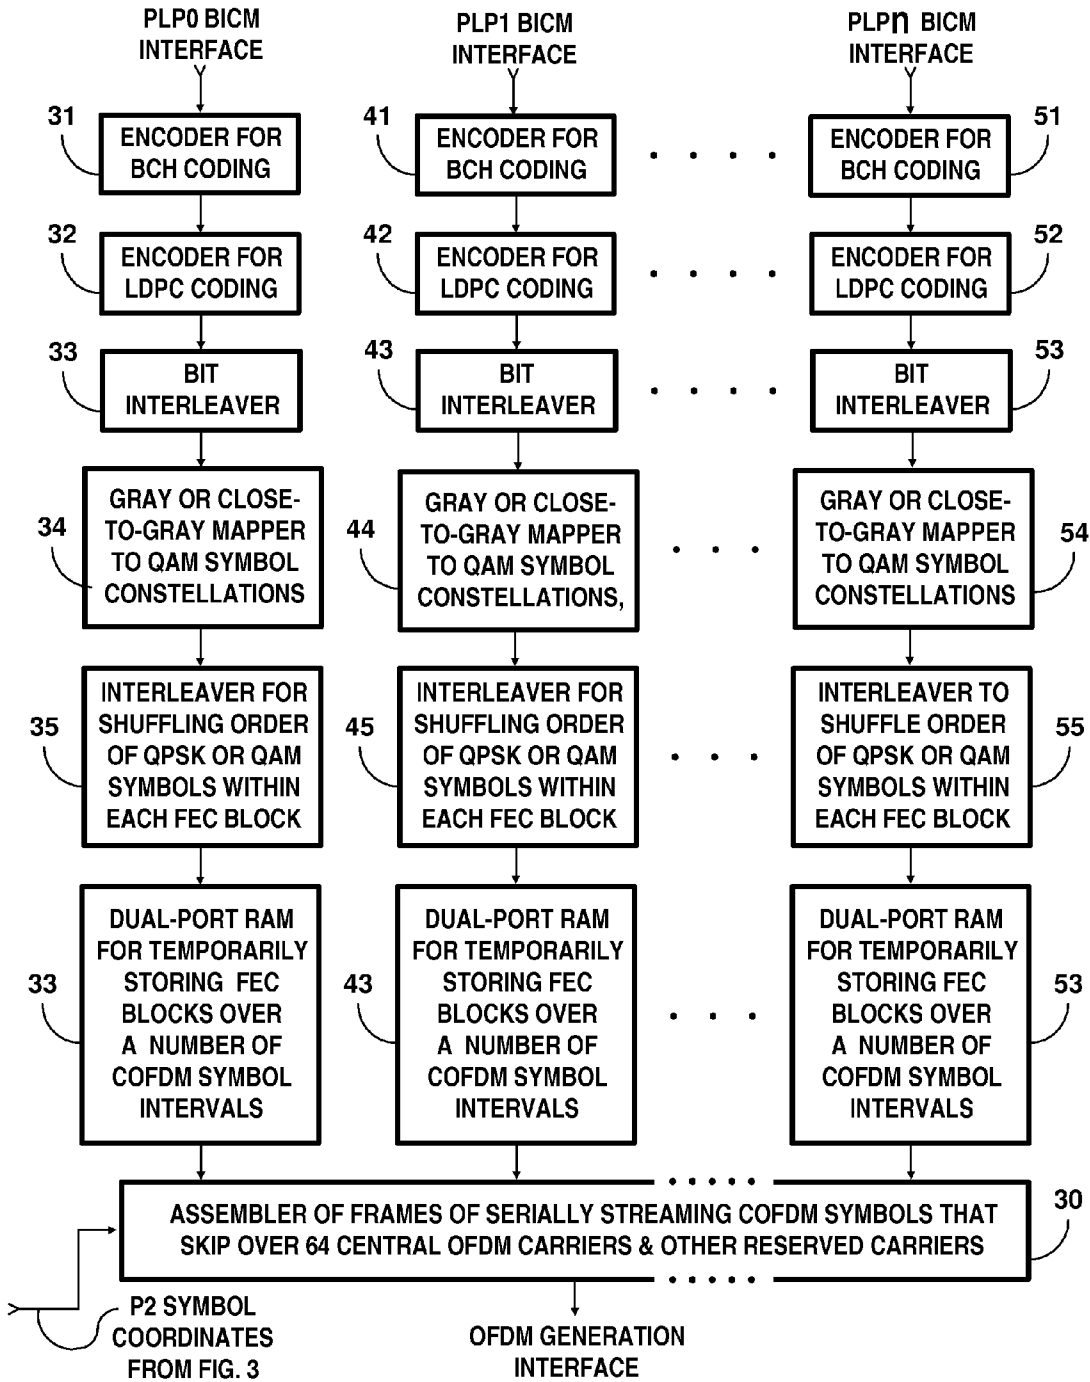 PLP0 BICM
INTERFACE
PLP1 BICM
INTERFACE
PLPn BICM
INTERFACE
31
ENCODER FOR
BCH CODING
41
ENCODER FOR
BCH CODING
51
ENCODER FOR
BCH CODING
32
ENCODER FOR
LDPC CODING
42
ENCODER FOR
LDPC CODING
52
ENCODER FOR
LDPC CODING
33
BIT
INTERLEAVER
43
BIT
INTERLEAVER
53
BIT
INTERLEAVER
34
GRAY OR CLOSE-
TO-GRAY MAPPER
TO QAM SYMBOL
CONSTELLATIONS
44
GRAY OR CLOSE-
TO-GRAY MAPPER
TO QAM SYMBOL
CONSTELLATIONS,
54
GRAY OR CLOSE-
TO-GRAY MAPPER
TO QAM SYMBOL
CONSTELLATIONS
35
INTERLEAVER FOR
SHUFFLING ORDER
OF QPSK OR QAM
SYMBOLS WITHIN
EACH FEC BLOCK
45
INTERLEAVER FOR
SHUFFLING ORDER
OF QPSK OR QAM
SYMBOLS WITHIN
EACH FEC BLOCK
55
INTERLEAVER TO
SHUFFLE ORDER
OF QPSK OR QAM
SYMBOLS WITHIN
EACH FEC BLOCK
33
DUAL-PORT RAM
FOR TEMPORARILY
STORING FEC
BLOCKS OVER
A NUMBER OF
COFDM SYMBOL
INTERVALS
43
DUAL-PORT RAM
FOR TEMPORARILY
STORING FEC
BLOCKS OVER
A NUMBER OF
COFDM SYMBOL
INTERVALS
53
DUAL-PORT RAM
FOR TEMPORARILY
STORING FEC
BLOCKS OVER
A NUMBER OF
COFDM SYMBOL
INTERVALS
30
ASSEMBLER OF FRAMES OF SERIALLY STREAMING COFDM SYMBOLS THAT
SKIP OVER 64 CENTRAL OFDM CARRIERS & OTHER RESERVED CARRIERS
P2 SYMBOL
COORDINATES
FROM FIG. 3
OFDM GENERATION
INTERFACE